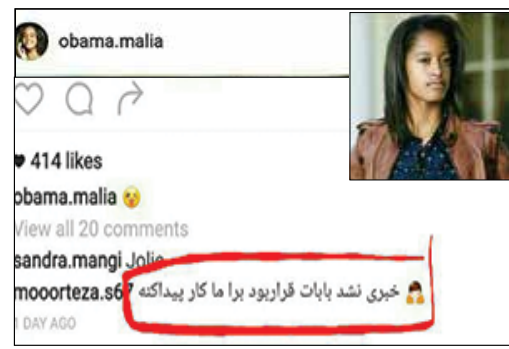 obama.malia
414 likes
obama.malia 😵
View all 20 comments
sandra.mangi Jolie
mooorteza.s67 خبری نشد بابات قراربود برا ما کار پیداکنه 🙍
1 DAY AGO